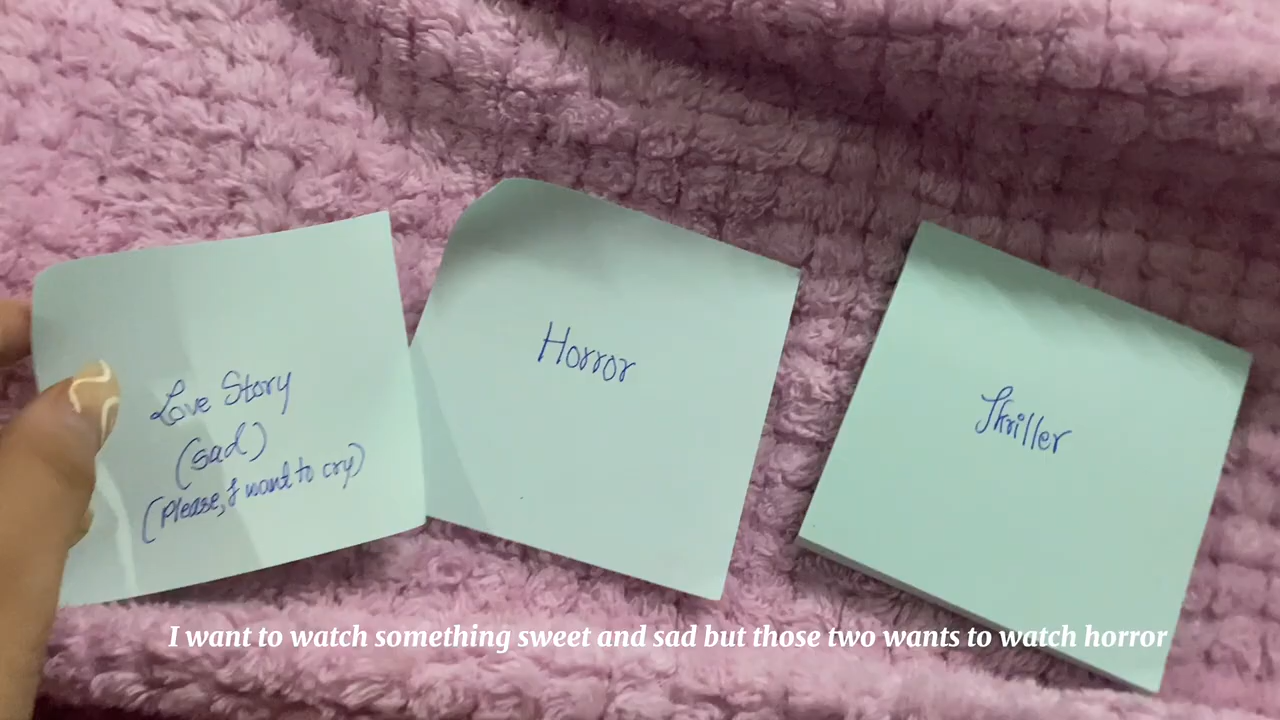 Love Story
(sad)
(Please, I want to cry)
Horror
Thriller
I want to watch something sweet and sad but those two wants to watch horror